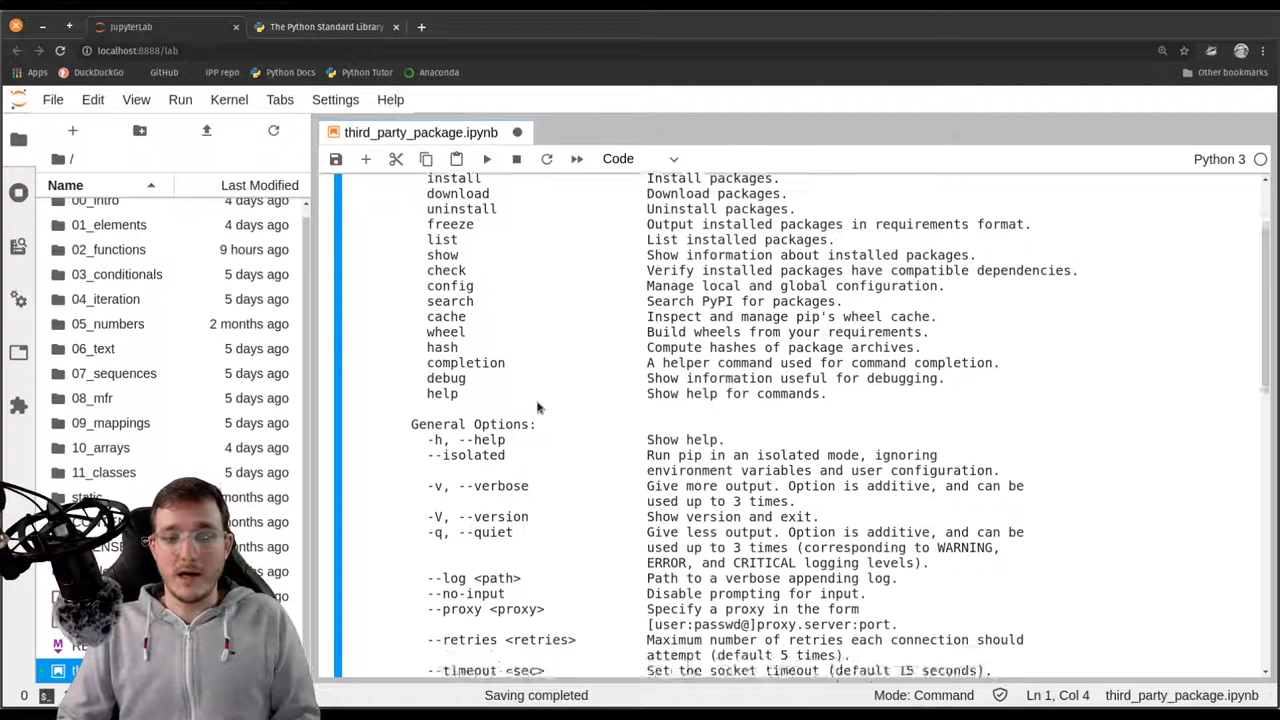 JupyterLab
The Python Standard Library
localhost:8888/lab
Apps DuckDuckGo GitHub IPP repo Python Docs Python Tutor Anaconda Other bookmarks
File Edit View Run Kernel Tabs Settings Help
third_party_package.ipynb
Code
Python 3
/
Name Last Modified
00_intro 4 days ago
01_elements 4 days ago
02_functions 9 hours ago
03_conditionals 5 days ago
04_iteration 5 days ago
05_numbers 2 months ago
06_text 5 days ago
07_sequences 5 days ago
08_mfr 5 days ago
09_mappings 5 days ago
10_arrays 4 days ago
11_classes 5 days ago
static months ago
install Install packages.
download Download packages.
uninstall Uninstall packages.
freeze Output installed packages in requirements format.
list List installed packages.
show Show information about installed packages.
check Verify installed packages have compatible dependencies.
config Manage local and global configuration.
search Search PyPI for packages.
cache Inspect and manage pip's wheel cache.
wheel Build wheels from your requirements.
hash Compute hashes of package archives.
completion A helper command used for command completion.
debug Show information useful for debugging.
help Show help for commands.
General Options:
-h, --help Show help.
--isolated Run pip in an isolated mode, ignoring
environment variables and user configuration.
-v, --verbose Give more output. Option is additive, and can be
used up to 3 times.
-V, --version Show version and exit.
-q, --quiet Give less output. Option is additive, and can be
used up to 3 times (corresponding to WARNING,
ERROR, and CRITICAL logging levels).
--log <path> Path to a verbose appending log.
--no-input Disable prompting for input.
--proxy <proxy> Specify a proxy in the form
[user:passwd@]proxy.server:port.
--retries <retries> Maximum number of retries each connection should
attempt (default 5 times).
--timeout <sec> Set the socket timeout (default 15 seconds).
0 Saving completed Mode: Command Ln 1, Col 4 third_party_package.ipynb